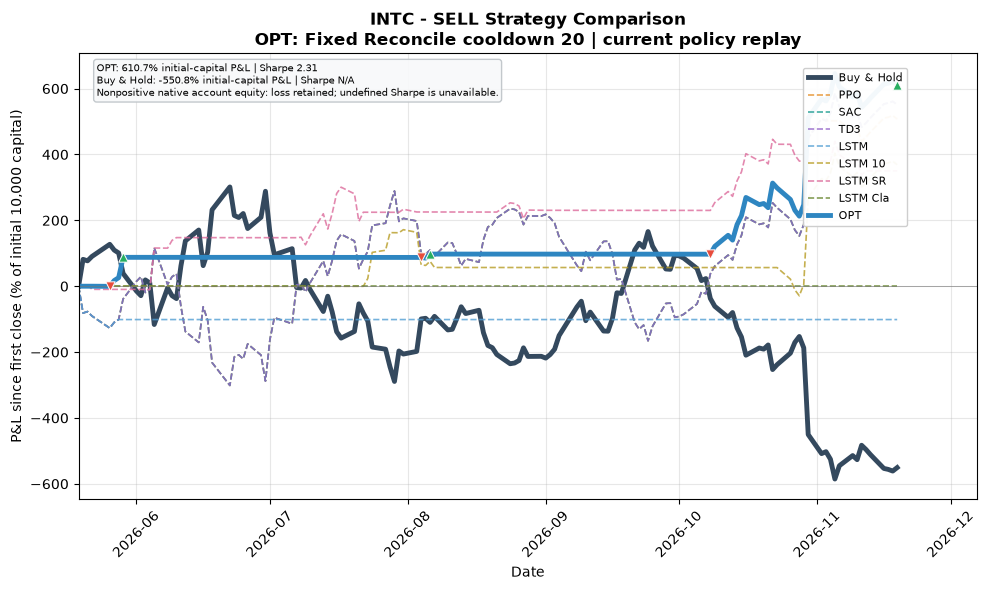 INTC - SELL Strategy Comparison
OPT: Fixed Reconcile cooldown 20 | current policy replay
OPT: 610.7% initial-capital P&L | Sharpe 2.31
Buy & Hold: -550.8% initial-capital P&L | Sharpe N/A
Nonpositive native account equity: loss retained; undefined Sharpe is unavailable.
Buy & Hold
PPO
SAC
TD3
LSTM
LSTM 10
LSTM SR
LSTM Cla
OPT
P&L since first close (% of initial 10,000 capital)
600
400
200
0
−200
−400
−600
2026-06
2026-07
2026-08
2026-09
2026-10
2026-11
2026-12
Date